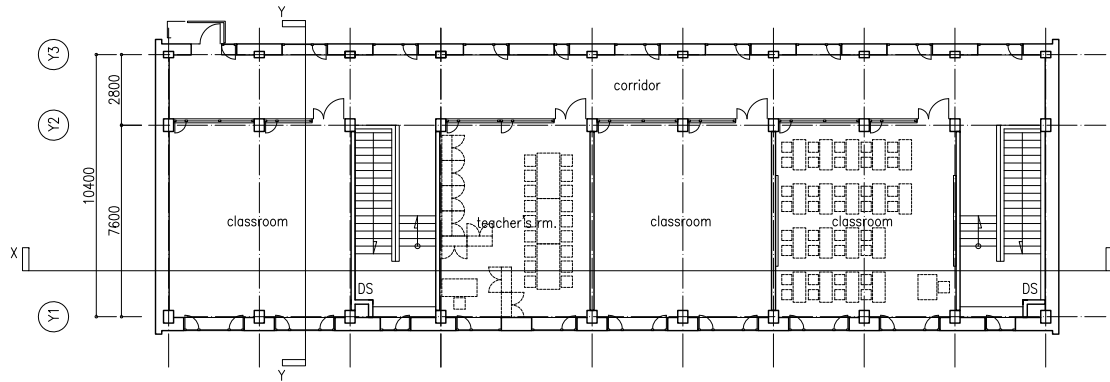 Y
Y3
corridor
2800
Y2
10400
7600
classroom
teacher's rm.
classroom
classroom
X
DS
DS
Y1
Y